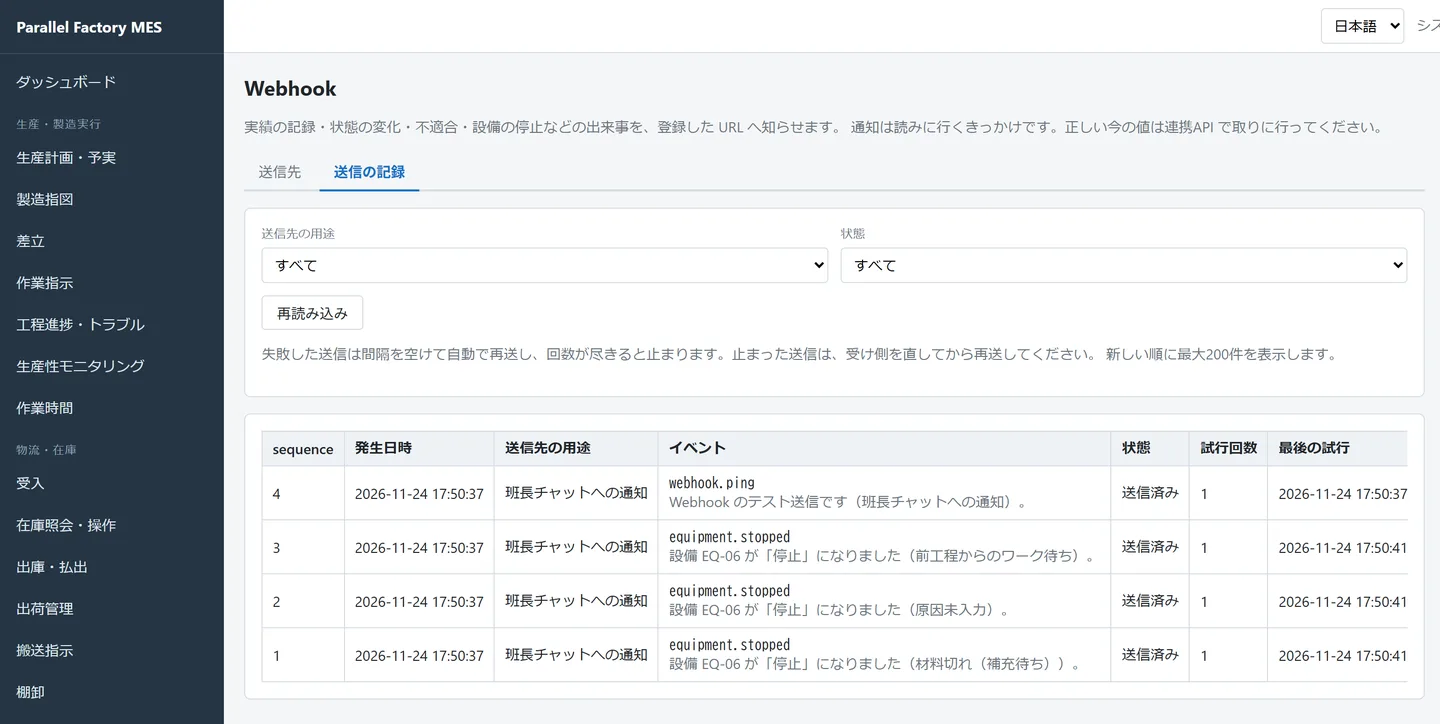 Parallel Factory MES
ダッシュボード
生産・製造実行
生産計画・予実
製造指図
差立
作業指示
工程進捗・トラブル
生産性モニタリング
作業時間
物流・在庫
受入
在庫照会・操作
出庫・払出
出荷管理
搬送指示
棚卸
日本語
シス
Webhook
実績の記録・状態の変化・不適合・設備の停止などの出来事を、登録した URL へ知らせます。 通知は読みに行くきっかけです。正しい今の値は連携API で取りに行ってください。
送信先 送信の記録
送信先の用途 状態
すべて すべて
再読み込み
失敗した送信は間隔を空けて自動で再送し、回数が尽きると止まります。止まった送信は、受け側を直してから再送してください。 新しい順に最大200件を表示します。
sequence 発生日時 送信先の用途 イベント 状態 試行回数 最後の試行
4 2026-11-24 17:50:37 班長チャットへの通知 webhook.ping 送信済み 1 2026-11-24 17:50:37
Webhook のテスト送信です（班長チャットへの通知）。
3 2026-11-24 17:50:37 班長チャットへの通知 equipment.stopped 送信済み 1 2026-11-24 17:50:41
設備 EQ-06 が「停止」になりました（前工程からのワーク待ち）。
2 2026-11-24 17:50:37 班長チャットへの通知 equipment.stopped 送信済み 1 2026-11-24 17:50:41
設備 EQ-06 が「停止」になりました（原因未入力）。
1 2026-11-24 17:50:37 班長チャットへの通知 equipment.stopped 送信済み 1 2026-11-24 17:50:41
設備 EQ-06 が「停止」になりました（材料切れ（補充待ち））。